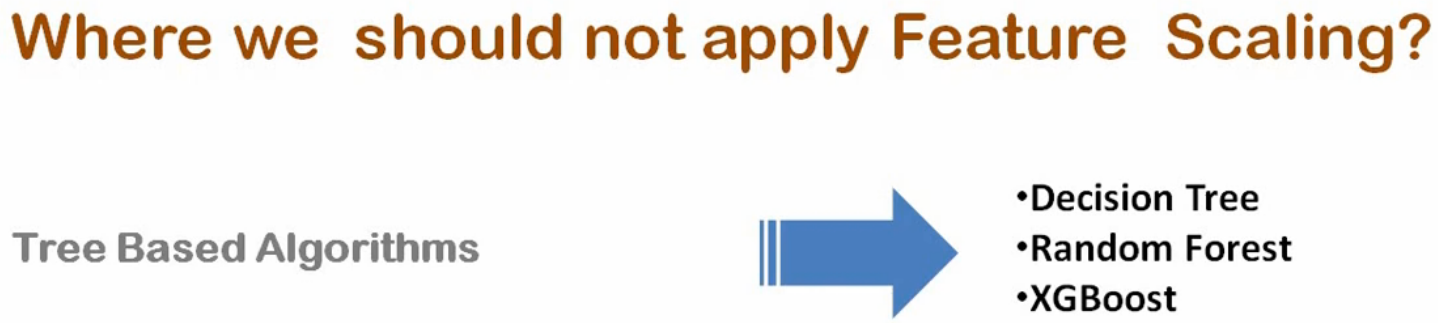 Where we should not apply Feature Scaling?
Tree Based Algorithms
•Decision Tree
•Random Forest
•XGBoost